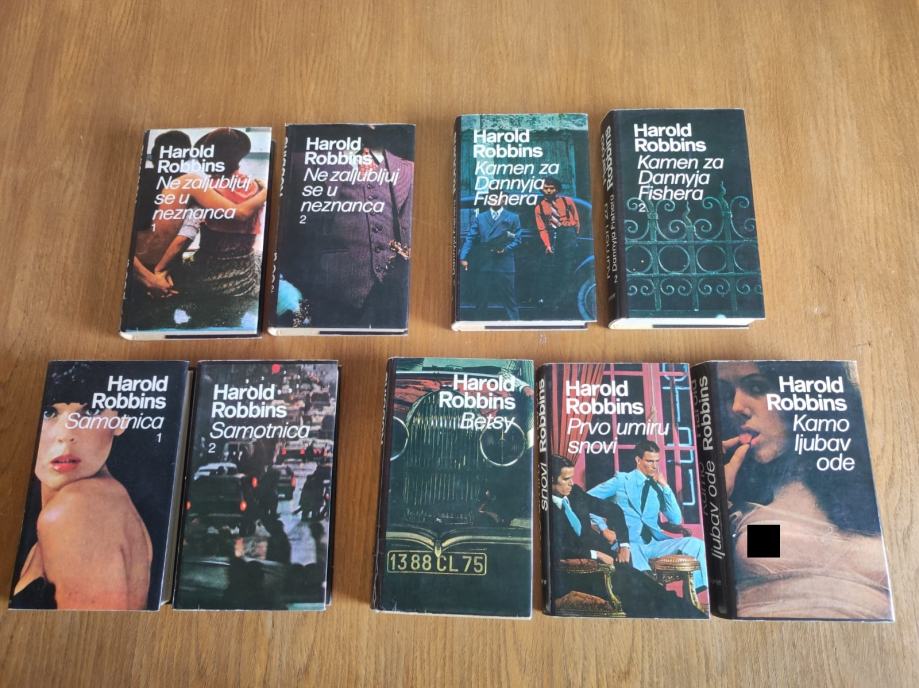 Harold
Robbins
Ne zaljubljuj
se u
neznanca
1
Harold
Robbins
Ne zaljubljuj
se u
neznanca
2
Harold
Robbins
Kamen za
Dannyja
Fishera
1
Harold
Robbins
Kamen za
Dannyja
Fishera
2
Harold
Robbins
Samotnica
1
Harold
Robbins
Samotnica
2
Harold
Robbins
Betsy
1388 CL 75
Harold
Robbins
Prvo umiru
snovi
snovi Robbins
Harold
Robbins
Kamo
ljubav
ode
ljubav ode Robbins